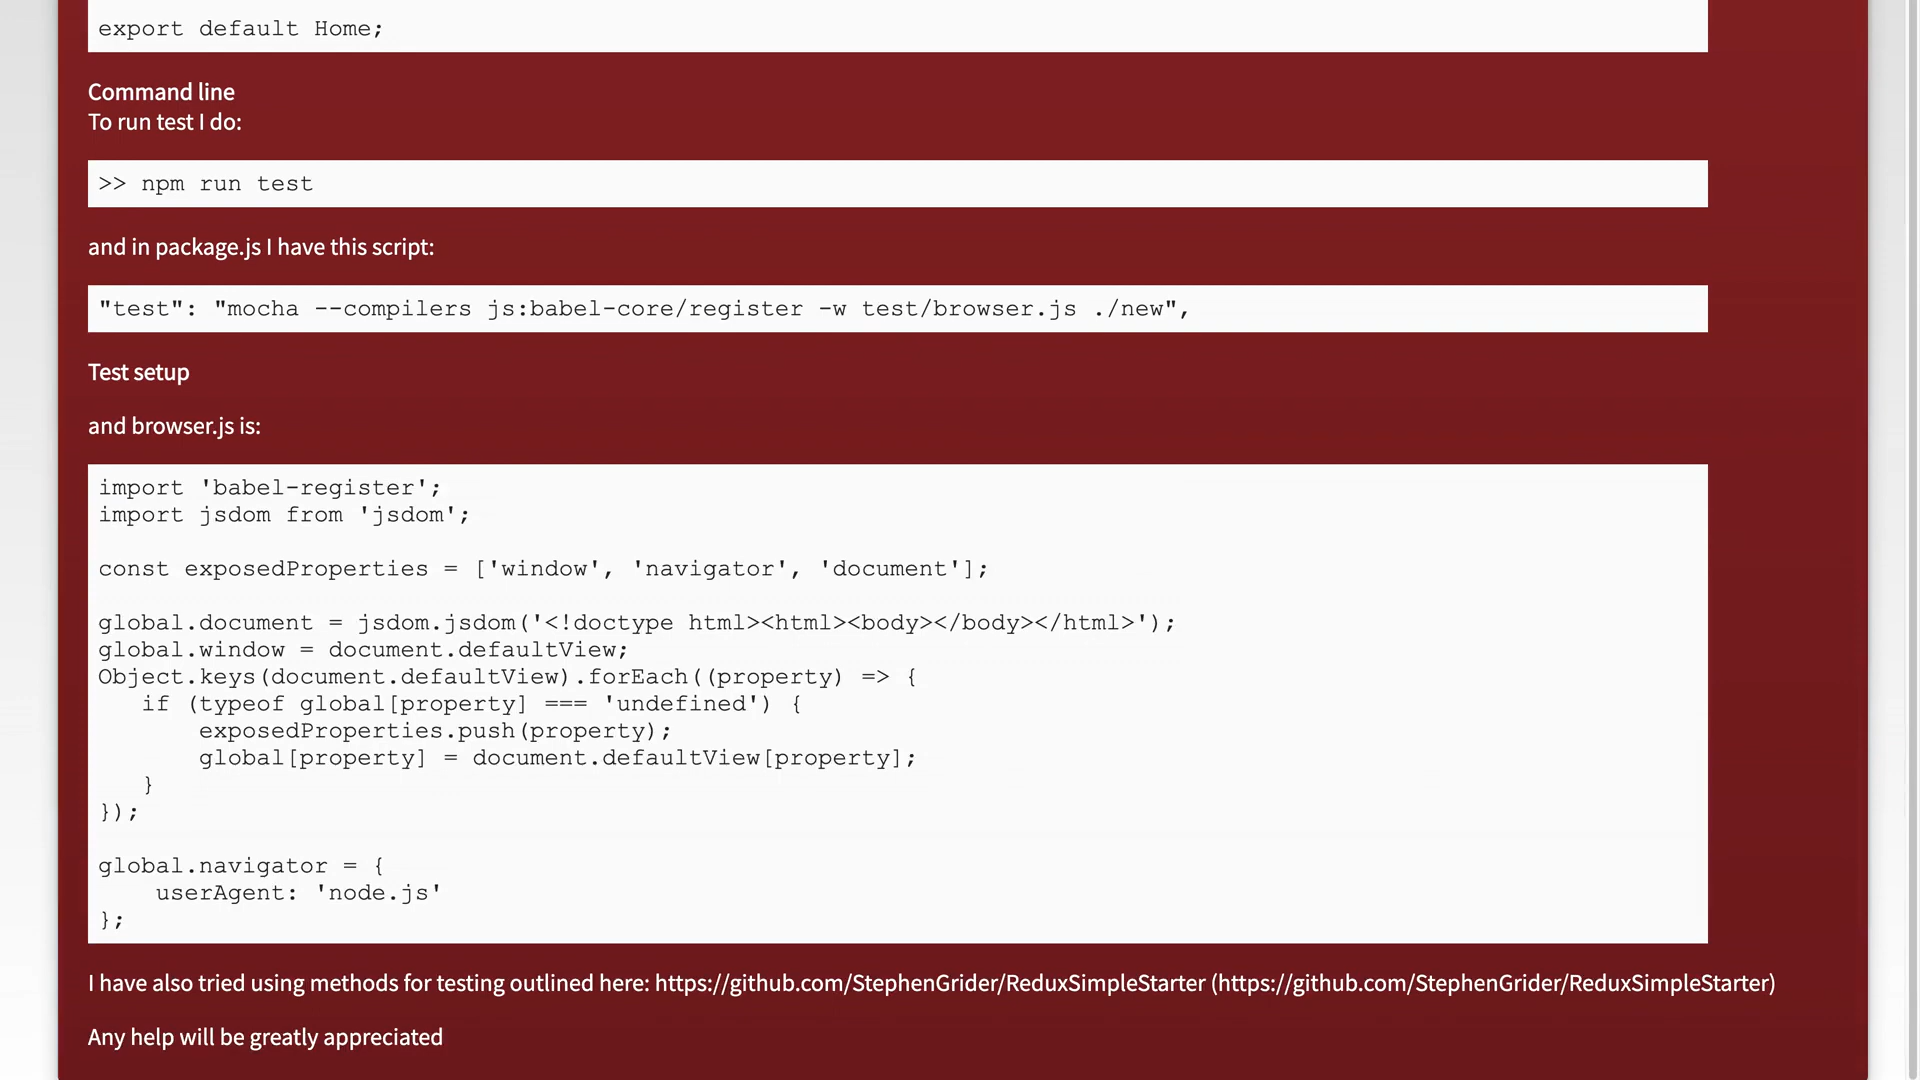 export default Home;
Command line
To run test I do:
>> npm run test
and in package.js I have this script:
"test": "mocha --compilers js:babel-core/register -w test/browser.js ./new",
Test setup
and browser.js is:
import 'babel-register';
import jsdom from 'jsdom';
const exposedProperties = ['window', 'navigator', 'document'];
global.document = jsdom.jsdom('<!doctype html><html><body></body></html>');
global.window = document.defaultView;
Object.keys(document.defaultView).forEach((property) => {
   if (typeof global[property] === 'undefined') {
       exposedProperties.push(property);
       global[property] = document.defaultView[property];
   }
});
global.navigator = {
    userAgent: 'node.js'
};
I have also tried using methods for testing outlined here: https://github.com/StephenGrider/ReduxSimpleStarter (https://github.com/StephenGrider/ReduxSimpleStarter)
Any help will be greatly appreciated